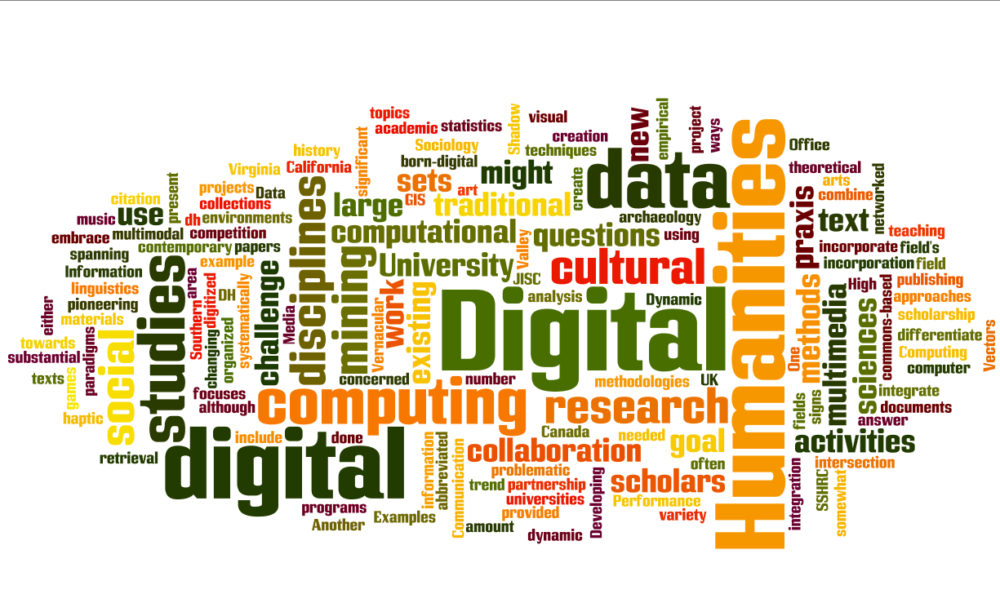 topics
academic
statistics
Shadow
visual
creation
new
empirical
project
ways
Office
history
significant
Sociology
born-digital
techniques
Virginia
California
sets
might
create
data
Humanities
theoretical
arts
combine
networked
projects
Data
collections
present
citation
music
use
dh
environments
disciplines
large
GIS
art
traditional
archaeology
praxis
text
teaching
embrace
multimodal
competition
computational
Valley
questions
using
incorporate
field's
spanning
contemporary
papers
mining
University
JISC
cultural
incorporation
field
Information
studies
area
example
challenge
linguistics
digitized
DH
systematically
Media
work
Vernacular
existing
analysis
Dynamic
Digital
methods
multimedia
High
commons-based
publishing
approaches
either
pioneering
materials
Southern
changing
organized
sciences
scholarship
differentiate
Vectors
towards
substantial
paradigms
social
One
Computing
computer
texts
games
haptic
focuses
although
concerned
number
methodologies
UK
computing
research
fields
signs
integrate
documents
answer
retrieval
digital
include
done
Canada
needed
goal
activities
information
abbreviated
Communication
collaboration
often
intersection
problematic
trend
partnership
Developing
scholars
integration
SSHRC
somewhat
universities
Performance
programs
provided
variety
Another
Examples
amount
dynamic